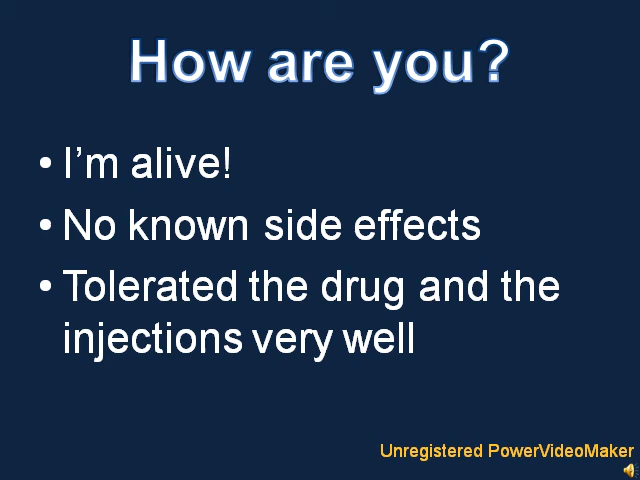 How are you?
• I'm alive!
• No known side effects
• Tolerated the drug and the
injections very well
Unregistered PowerVideoMaker